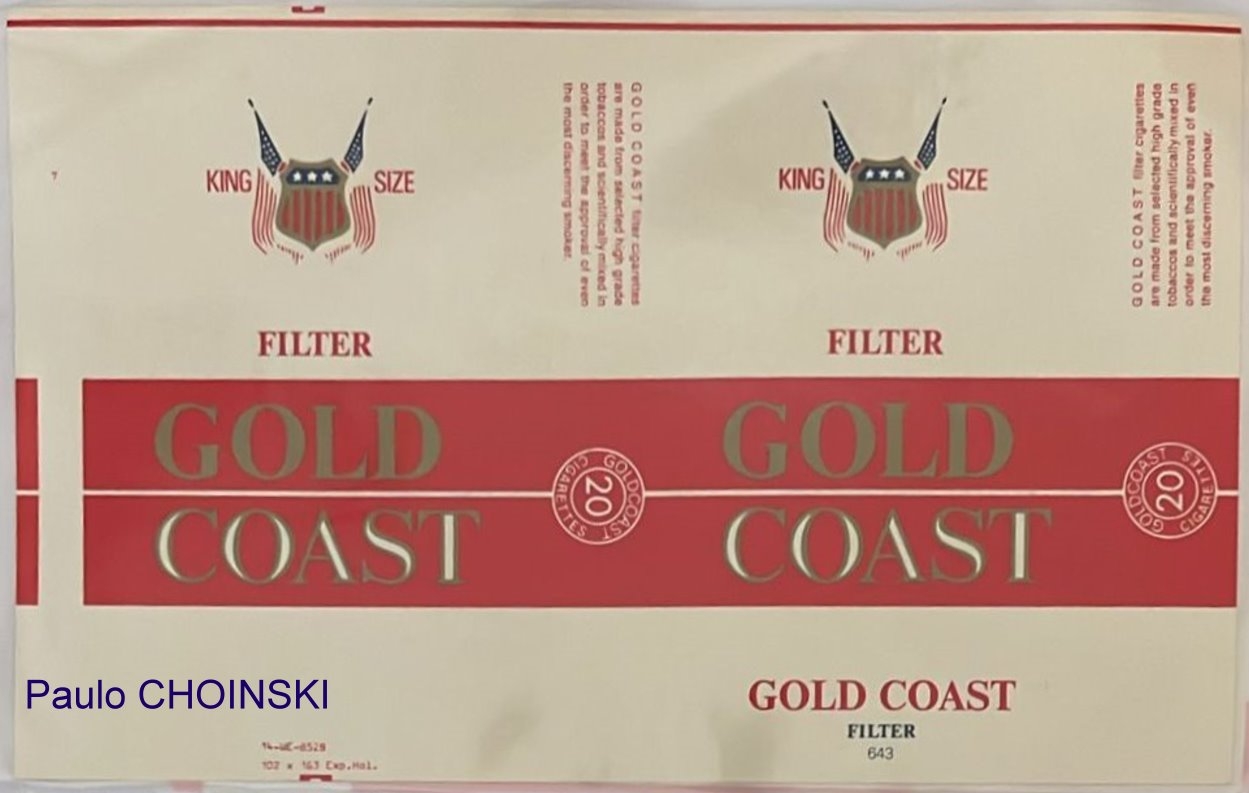 KING SIZE
FILTER
GOLD
COAST
GOLD COAST filter cigarettes
are made from selected high grade
tobaccos and scientifically mixed in
order to meet the approval of even
the most discerning smoker.
GOLDCOAST
20
CIGARETTES
KING SIZE
FILTER
GOLD
COAST
GOLD COAST filter cigarettes
are made from selected high grade
tobaccos and scientifically mixed in
order to meet the approval of even
the most discerning smoker.
GOLDCOAST
20
CIGARETTES
Paulo CHOINSKI
GOLD COAST
FILTER
643
102 x 163 Exp.Hol.